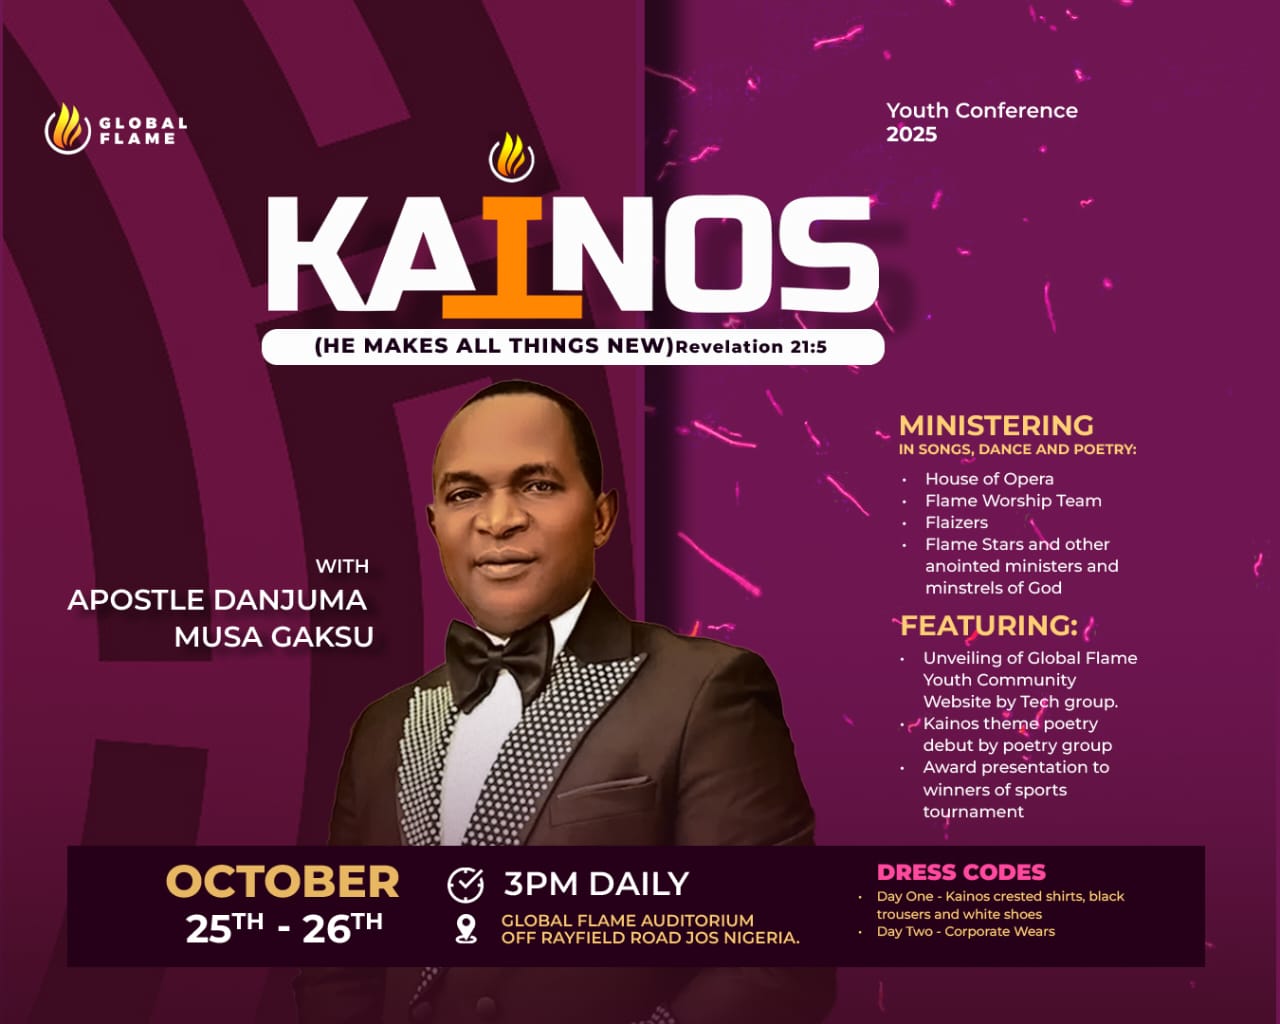 GLOBAL
FLAME
Youth Conference
2025
KAINOS
(HE MAKES ALL THINGS NEW)Revelation 21:5
WITH
APOSTLE DANJUMA
MUSA GAKSU
MINISTERING
IN SONGS, DANCE AND POETRY:
• House of Opera
• Flame Worship Team
• Flaizers
• Flame Stars and other
anointed ministers and
minstrels of God
FEATURING:
• Unveiling of Global Flame
Youth Community
Website by Tech group.
• Kainos theme poetry
debut by poetry group
• Award presentation to
winners of sports
tournament
OCTOBER
25TH - 26TH
3PM DAILY
GLOBAL FLAME AUDITORIUM
OFF RAYFIELD ROAD JOS NIGERIA.
DRESS CODES
• Day One - Kainos crested shirts, black
trousers and white shoes
• Day Two - Corporate Wears